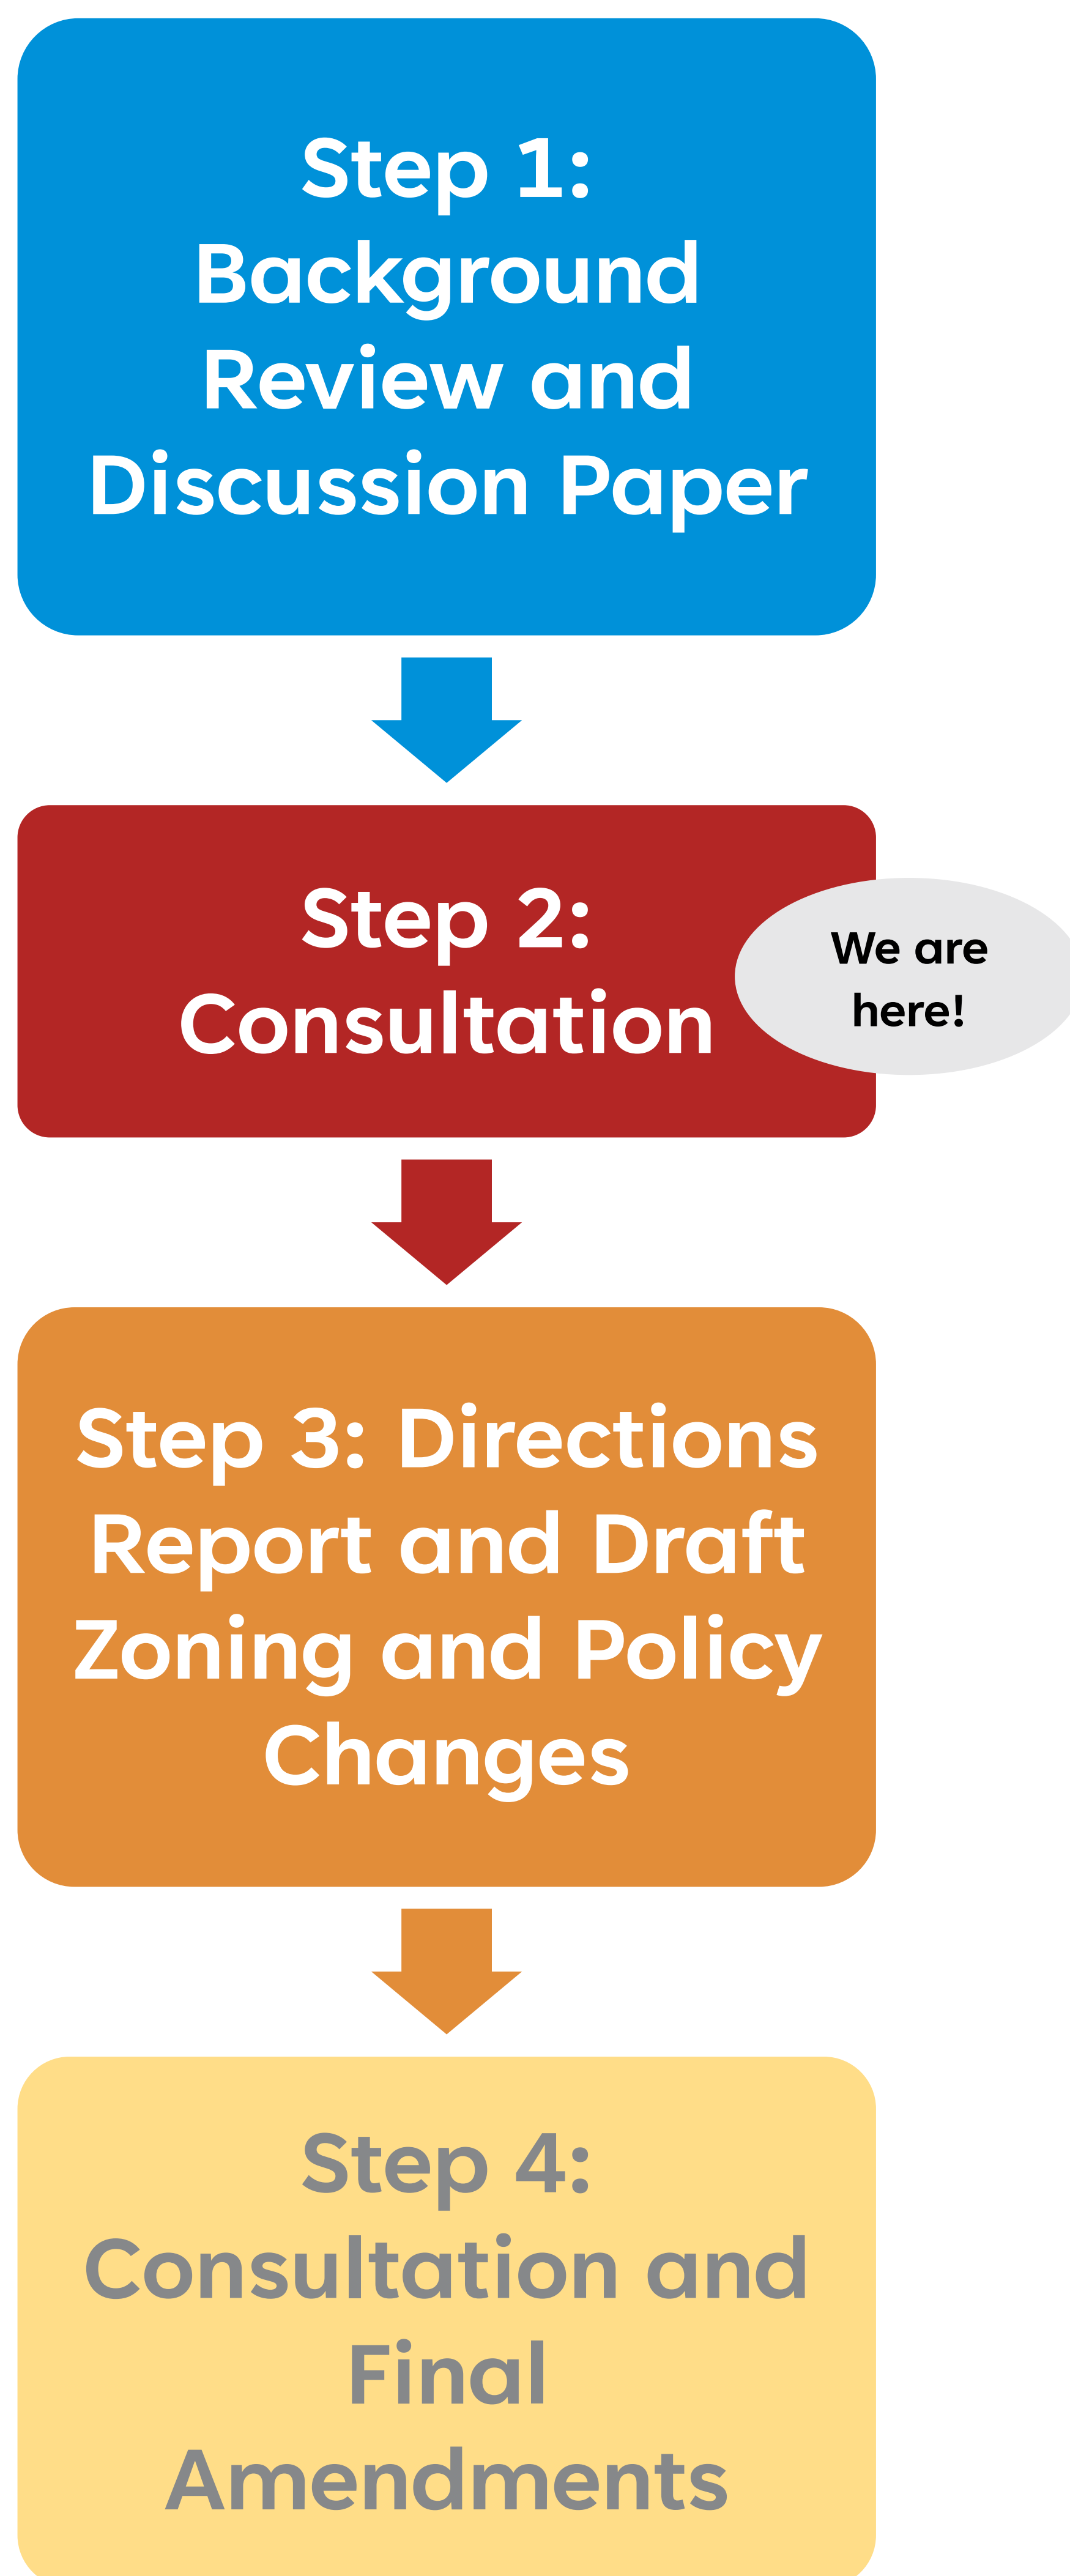 Step 1:
Background
Review and
Discussion Paper
Step 2:
Consultation
We are
here!
Step 3: Directions
Report and Draft
Zoning and Policy
Changes
Step 4:
Consultation and
Final
Amendments